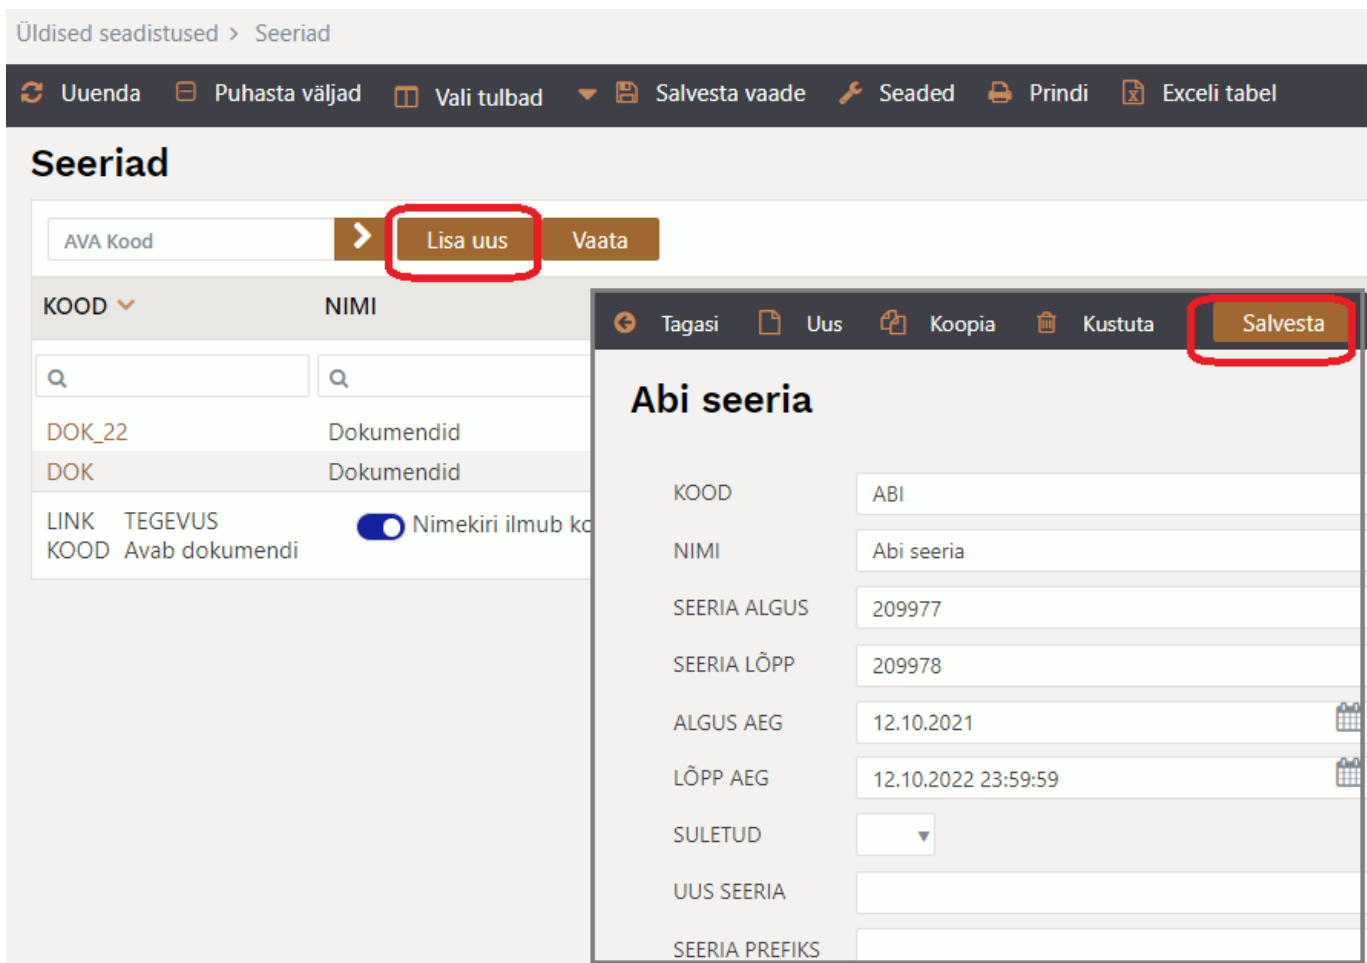 Üldised seadistused > Seeriad
Uuenda Puhasta väljad Vali tulbad Salvesta vaade Seaded Prindi Exceli tabel
Seeriad
AVA Kood Lisa uus Vaata
KOOD NIMI
DOK_22 Dokumendid
DOK Dokumendid
LINK TEGEVUS
KOOD Avab dokumendi
Nimekiri ilmub ko
Tagasi Uus Koopia Kustuta Salvesta
Abi seeria
KOOD ABI
NIMI Abi seeria
SEERIA ALGUS 209977
SEERIA LÕPP 209978
ALGUS AEG 12.10.2021
LÕPP AEG 12.10.2022 23:59:59
SULETUD
UUS SEERIA
SEERIA PREFIKS